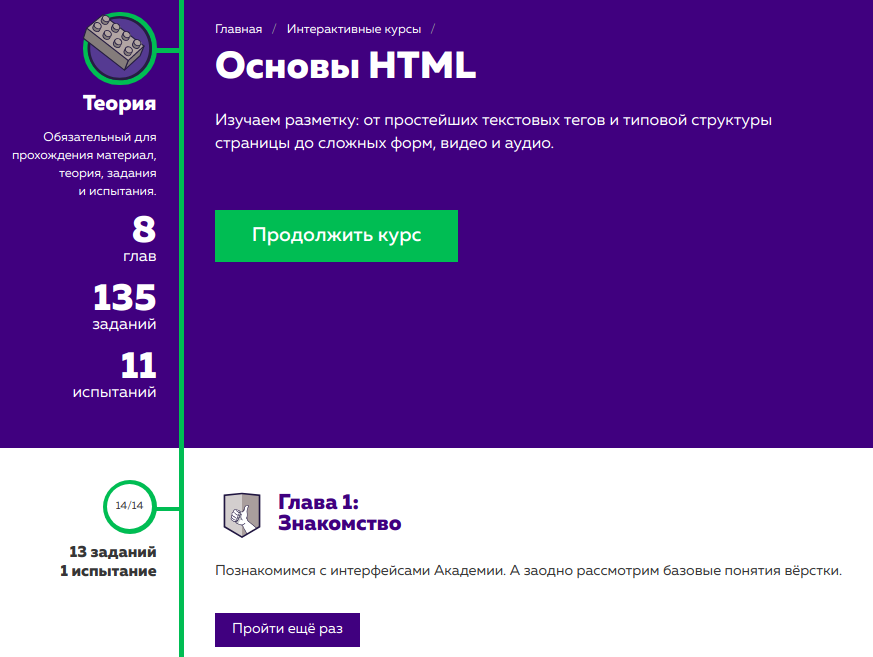 Главная / Интерактивные курсы /
Основы HTML
Теория
Обязательный для
прохождения материал,
теория, задания
и испытания.
8
глав
135
заданий
11
испытаний
Изучаем разметку: от простейших текстовых тегов и типовой структуры
страницы до сложных форм, видео и аудио.
Продолжить курс
14/14
13 заданий
1 испытание
Глава 1:
Знакомство
Познакомимся с интерфейсами Академии. А заодно рассмотрим базовые понятия вёрстки.
Пройти ещё раз